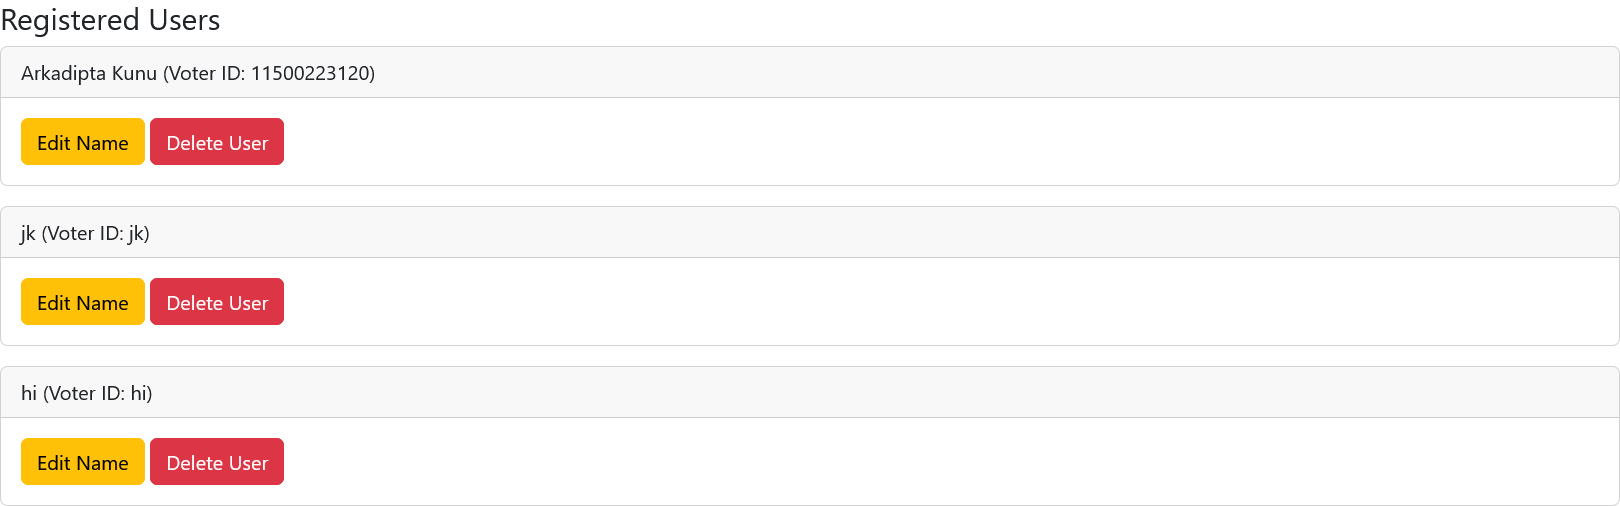 Registered Users
Arkadipta Kunu (Voter ID: 11500223120)
Edit Name Delete User
jk (Voter ID: jk)
Edit Name Delete User
hi (Voter ID: hi)
Edit Name Delete User